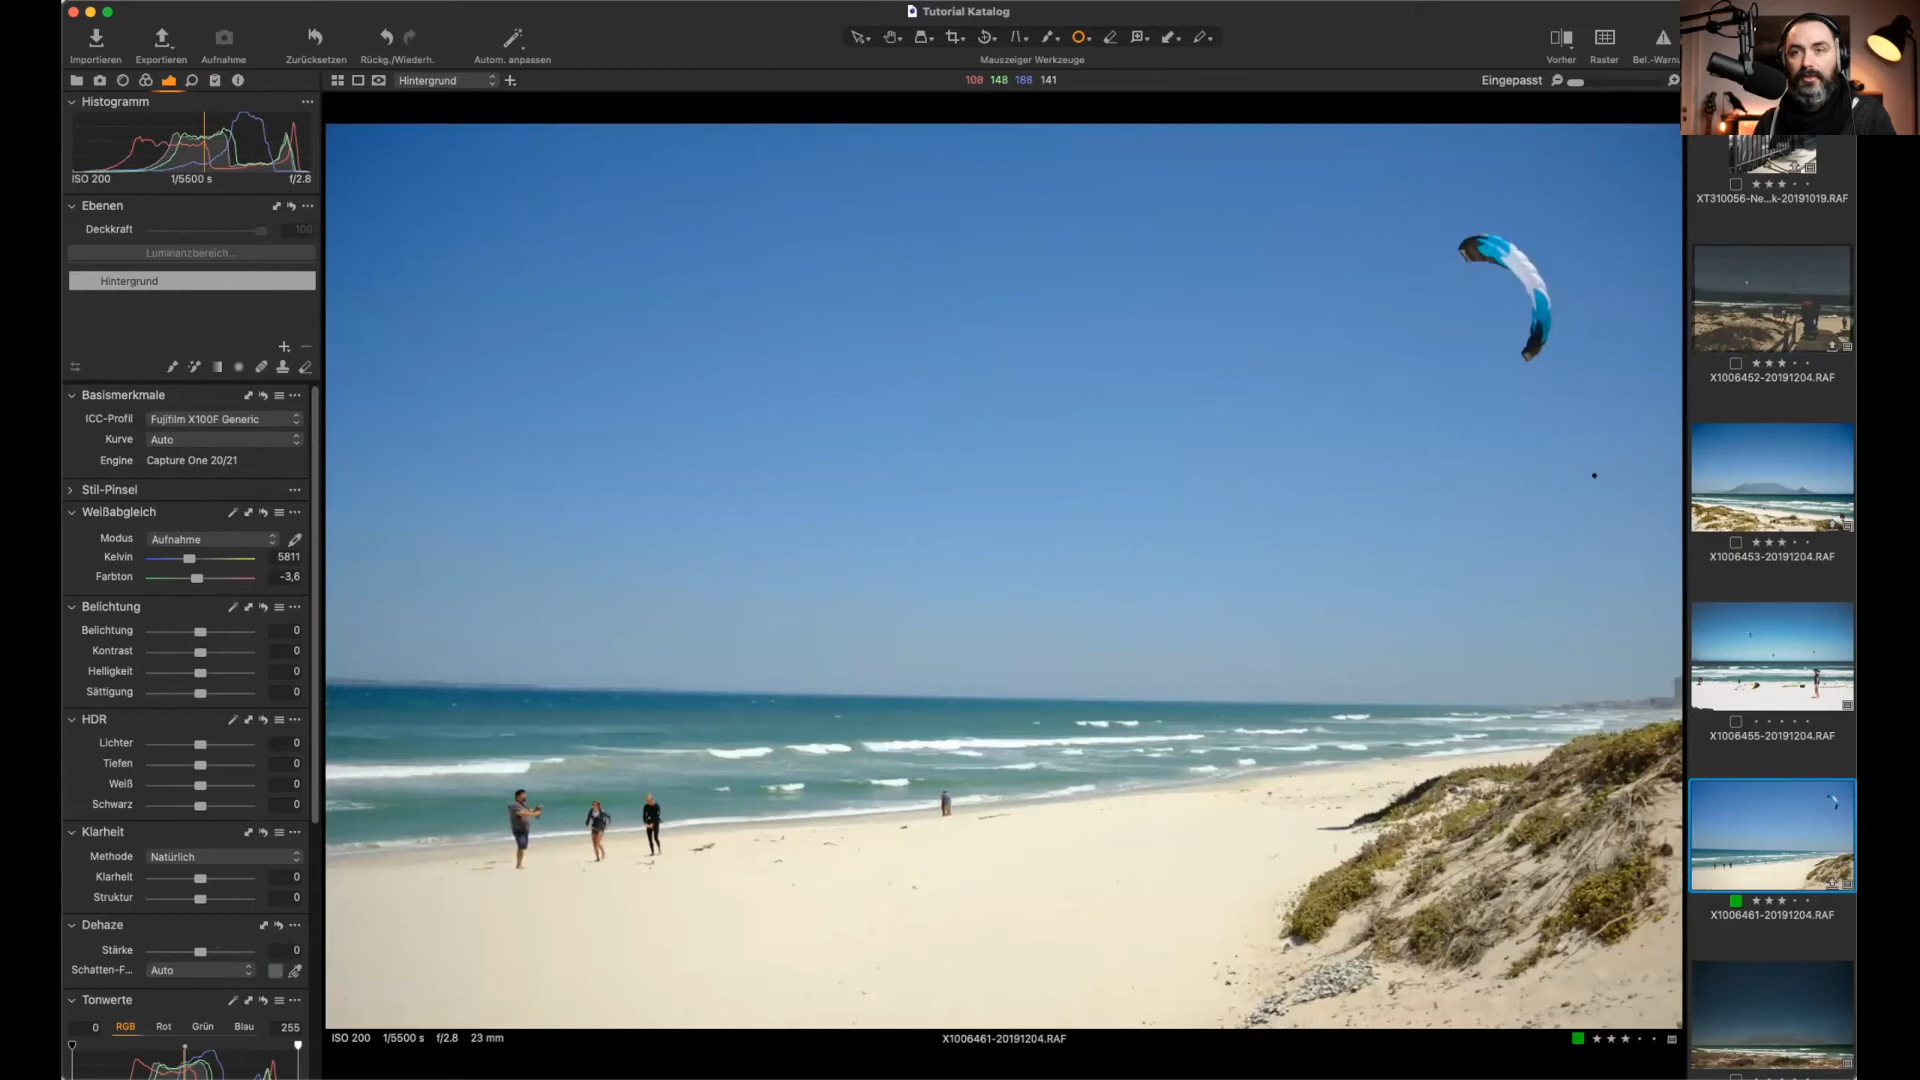 Tutorial Katalog
Importieren Exportieren Aufnahme Zurücksetzen Rückg./Wiederh. Autom. anpassen Mauszeiger Werkzeuge Vorher Raster Bel.-Warnu
Hintergrund 108 148 188 141 Eingepasst
Histogramm
ISO 200 1/5500 s f/2.8
Ebenen
Deckkraft 100
Luminanzbereich...
Hintergrund
Basismerkmale
ICC-Profil Fujifilm X100F Generic
Kurve Auto
Engine Capture One 20/21
Stil-Pinsel
Weißabgleich
Modus Aufnahme
Kelvin 5811
Farbton -3,6
Belichtung
Belichtung 0
Kontrast 0
Helligkeit 0
Sättigung 0
HDR
Lichter 0
Tiefen 0
Weiß 0
Schwarz 0
Klarheit
Methode Natürlich
Klarheit 0
Struktur 0
Dehaze
Stärke 0
Schatten-F... Auto
Tonwerte
0 RGB Rot Grün Blau 255
ISO 200 1/5500 s f/2.8 23 mm X1006461-20191204.RAF
XT310056-Ne...k-20191019.RAF
X1006452-20191204.RAF
X1006453-20191204.RAF
X1006455-20191204.RAF
X1006461-20191204.RAF